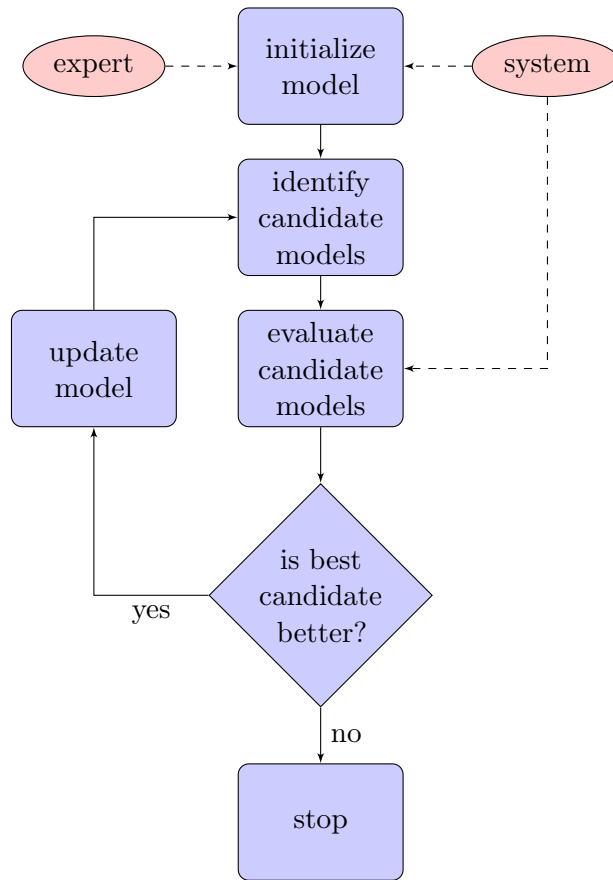 expert
initialize
model
system
identify
candidate
models
update
model
evaluate
candidate
models
is best
candidate
better?
yes
no
stop